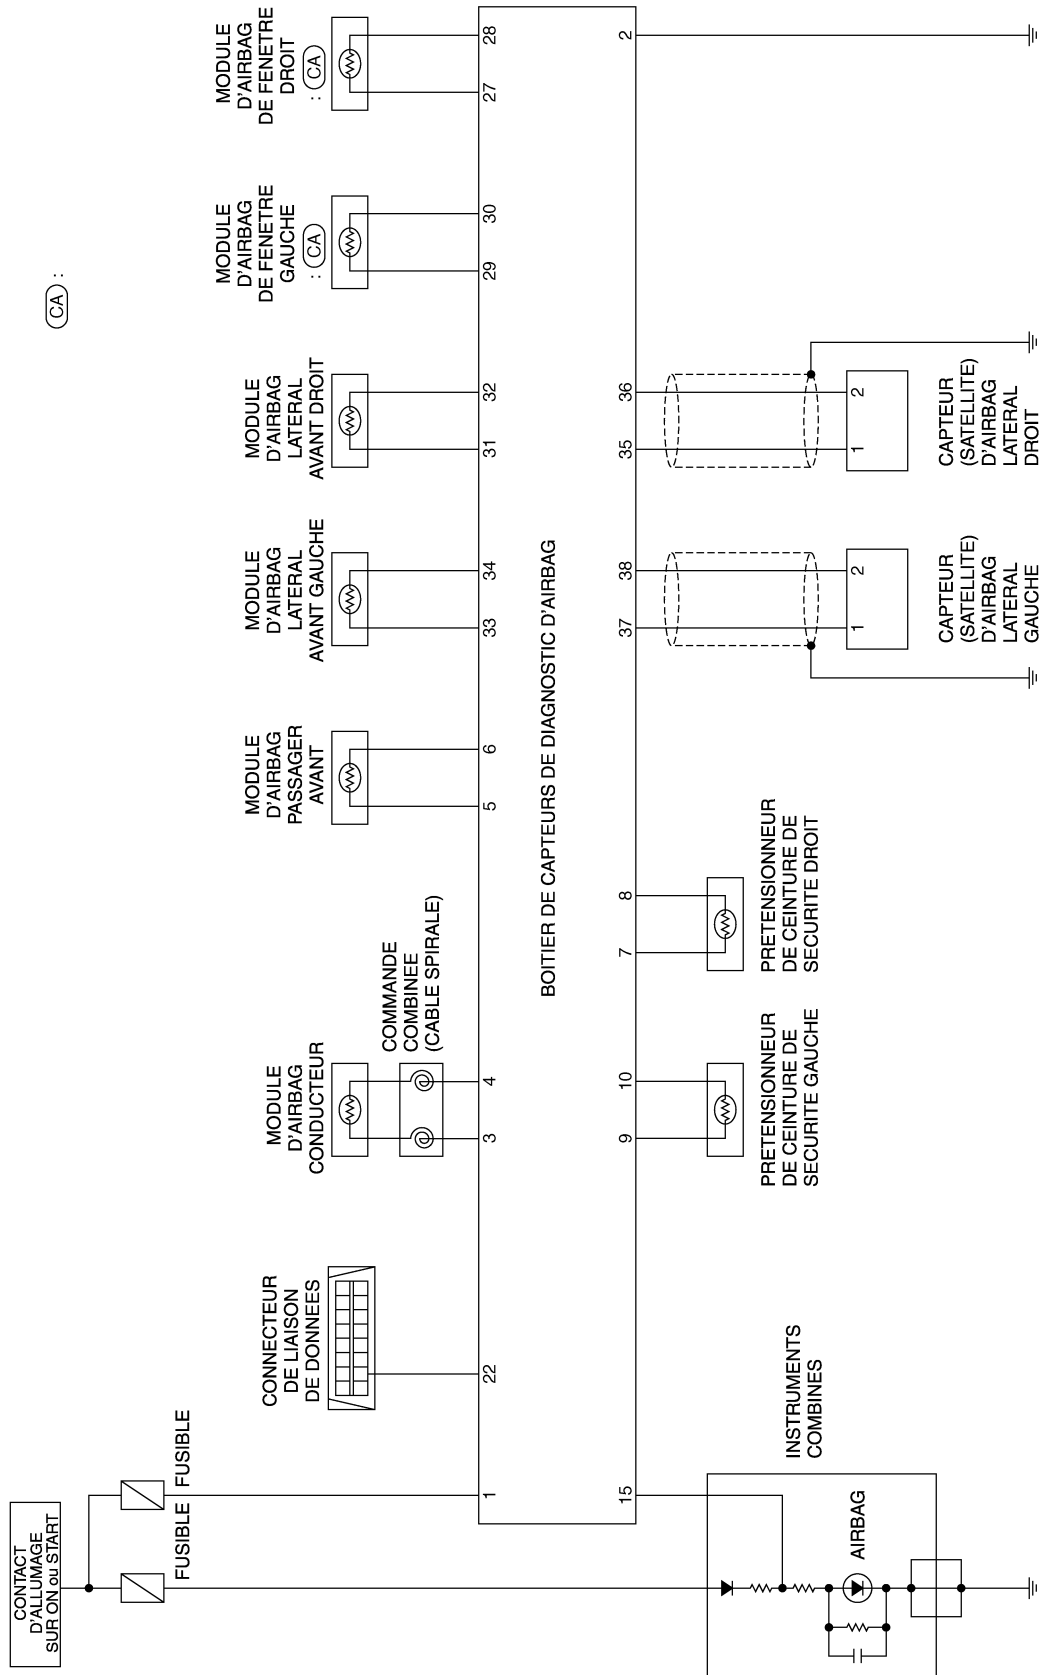 CONTACT
D'ALLUMAGE
SUR ON ou START
FUSIBLE
FUSIBLE
CONNECTEUR
DE LIAISON
DE DONNEES
MODULE
D'AIRBAG
CONDUCTEUR
COMMANDE
COMBINEE
(CABLE SPIRALE)
MODULE
D'AIRBAG
PASSAGER
AVANT
MODULE
D'AIRBAG
LATERAL
AVANT GAUCHE
MODULE
D'AIRBAG
LATERAL
AVANT DROIT
MODULE
D'AIRBAG
DE FENETRE
GAUCHE
: CA
MODULE
D'AIRBAG
DE FENETRE
DROIT
: CA
CA :
1
22
3
4
5
6
33
34
31
32
29
30
27
28
BOITIER DE CAPTEURS DE DIAGNOSTIC D'AIRBAG
15
9
10
7
8
37
38
35
36
2
1
2
1
2
INSTRUMENTS
COMBINES
AIRBAG
PRETENSIONNEUR
DE CEINTURE DE
SECURITE GAUCHE
PRETENSIONNEUR
DE CEINTURE DE
SECURITE DROIT
CAPTEUR
(SATELLITE)
D'AIRBAG
LATERAL
GAUCHE
CAPTEUR
(SATELLITE)
D'AIRBAG
LATERAL
DROIT